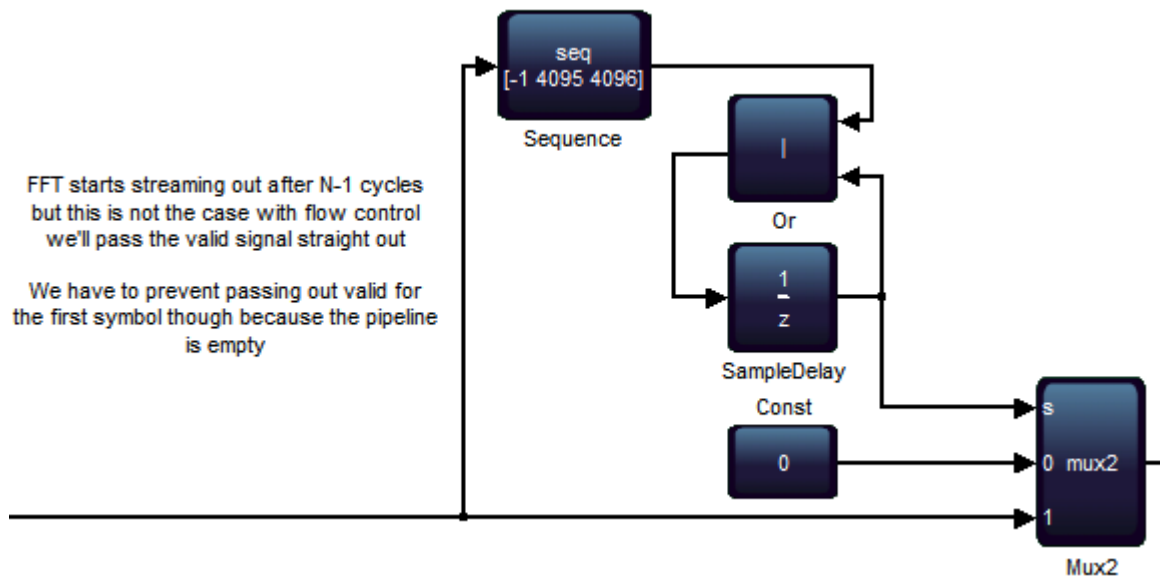 seq
[-1 4095 4096]
Sequence
|
Or
FFT starts streaming out after N-1 cycles
but this is not the case with flow control
we'll pass the valid signal straight out
We have to prevent passing out valid for
the first symbol though because the pipeline
is empty
1
z
SampleDelay
Const
0
s
0 mux2
1
Mux2